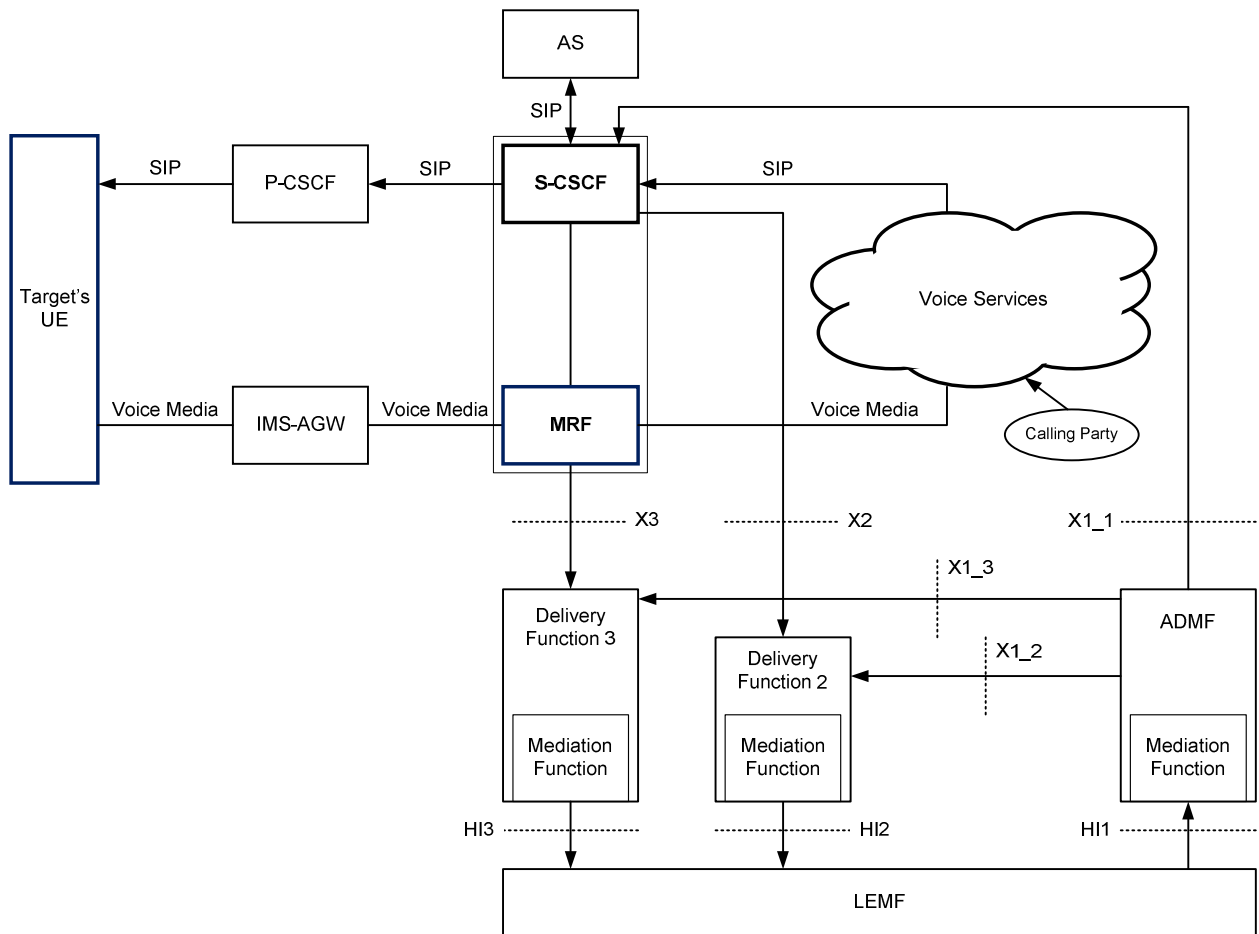 AS
SIP
SIP
SIP
SIP
P-CSCF
S-CSCF
Target's
UE
Voice Services
Voice Media
IMS-AGW
Voice Media
MRF
Voice Media
Calling Party
X3
X2
X1_1
X1_3
Delivery
Function 3
ADMF
X1_2
Delivery
Function 2
Mediation
Function
Mediation
Function
Mediation
Function
HI3
HI2
HI1
LEMF